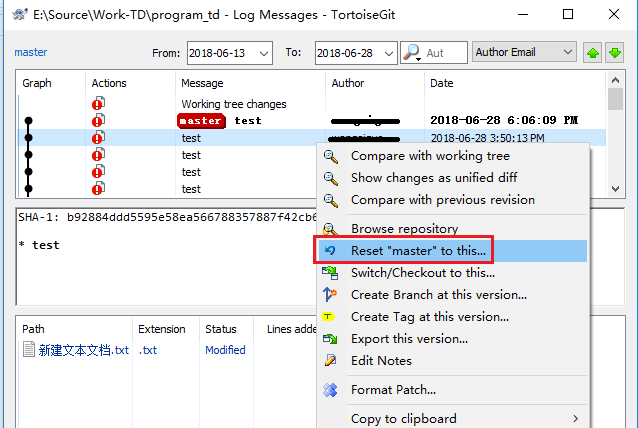 E:\Source\Work-TD\program_td - Log Messages - TortoiseGit
master From: 2018-06-13 To: 2018-06-28 Aut Author Email
Graph Actions Message Author Date
Working tree changes
master test 2018-06-28 6:06:09 PM
test 2018-06-28 3:50:13 PM
test
test
test
Compare with working tree
Show changes as unified diff
Compare with previous revision
Browse repository
Reset "master" to this...
Switch/Checkout to this...
Create Branch at this version...
Create Tag at this version...
Export this version...
Edit Notes
Format Patch...
Copy to clipboard
SHA-1: b92884ddd5595e58ea566788357887f42cb6
* test
Path Extension Status Lines added
新建文本文档.txt .txt Modified